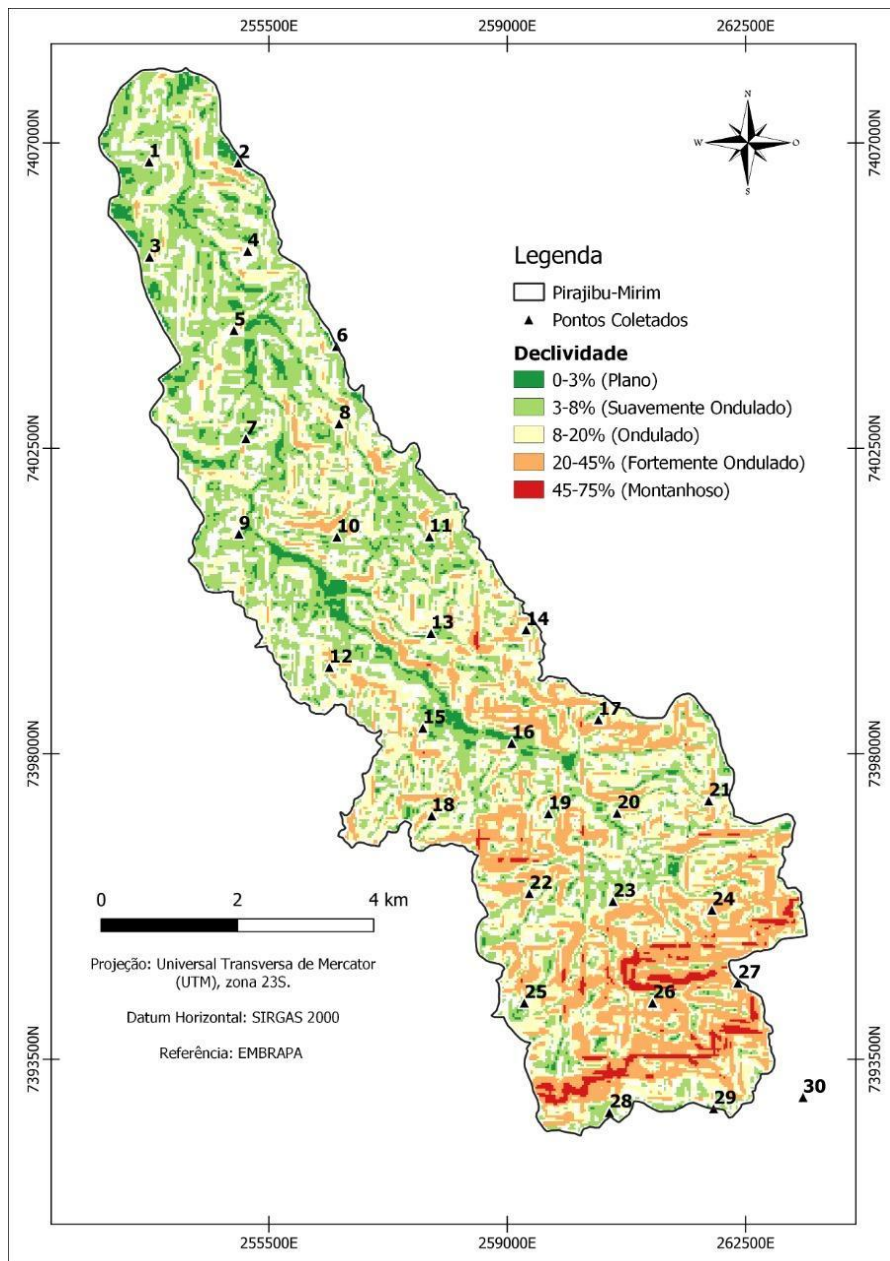 255500E
259000E
262500E
7407000N
7407000N
N
W
O
S
1
2
3
4
5
6
7
8
9
10
11
12
13
14
15
16
17
18
19
20
21
22
23
24
25
26
27
28
29
30
Legenda
Pirajibu-Mirim
Pontos Coletados
Declividade
0-3% (Plano)
3-8% (Suavemente Ondulado)
8-20% (Ondulado)
20-45% (Fortemente Ondulado)
45-75% (Montanhoso)
7402500N
7402500N
7398000N
7398000N
0
2
4 km
Projeção: Universal Transversa de Mercator
(UTM), zona 23S.
Datum Horizontal: SIRGAS 2000
Referência: EMBRAPA
7393500N
7393500N
255500E
259000E
262500E